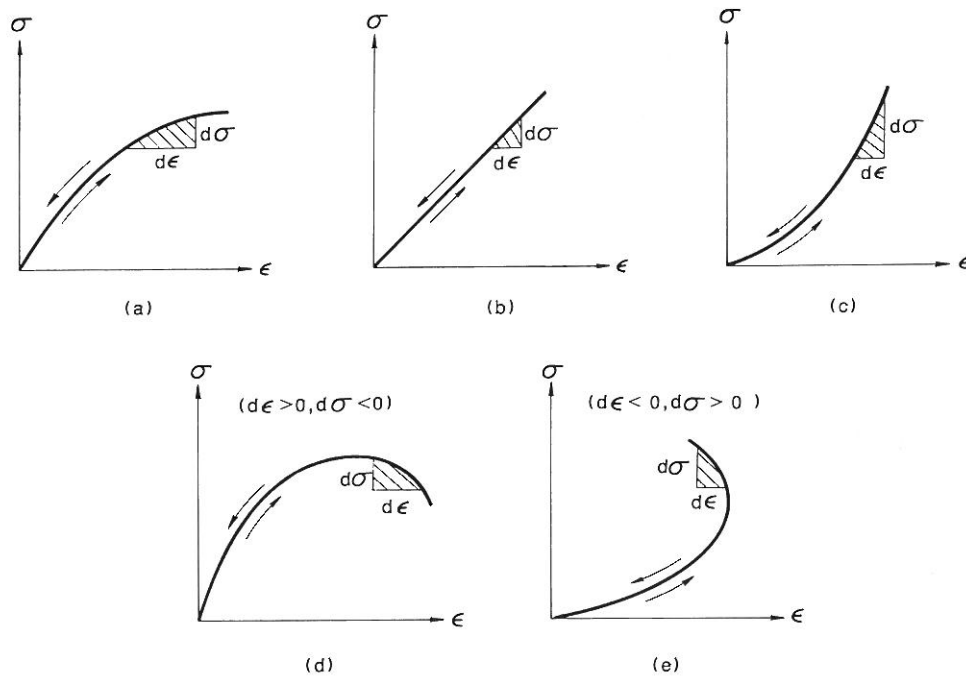 σ
σ
σ
dσ
dϵ
dσ
dϵ
dσ
dϵ
ϵ
ϵ
ϵ
(a)
(b)
(c)
σ
σ
(dϵ>0,dσ<0)
(dϵ<0,dσ>0 )
dσ
dϵ
dσ
dϵ
ϵ
ϵ
(d)
(e)